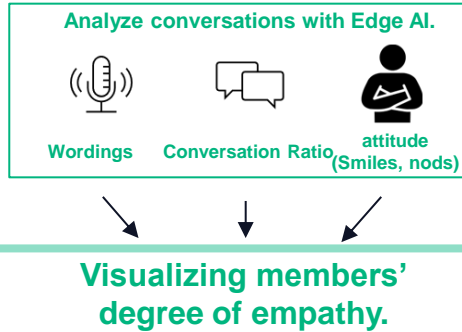 Analyze conversations with Edge AI.
Wordings
Conversation Ratio
attitude
(Smiles, nods)
Visualizing members’
degree of empathy.